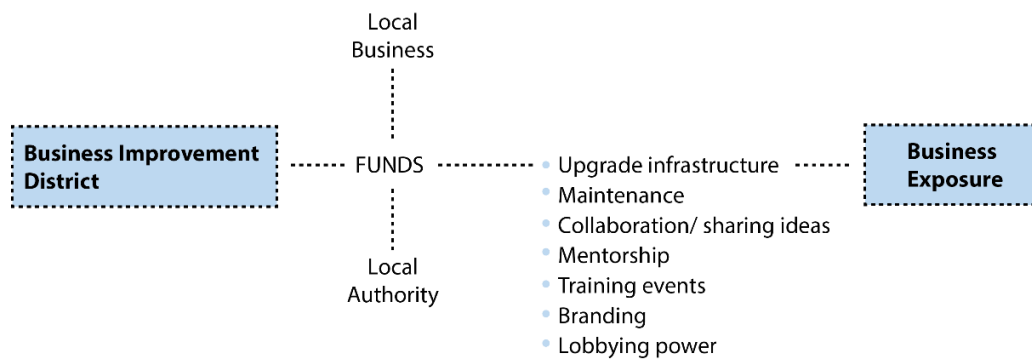 Local
Business
Business Improvement
District
FUNDS
Local
Authority
Upgrade infrastructure
Maintenance
Collaboration/ sharing ideas
Mentorship
Training events
Branding
Lobbying power
Business
Exposure